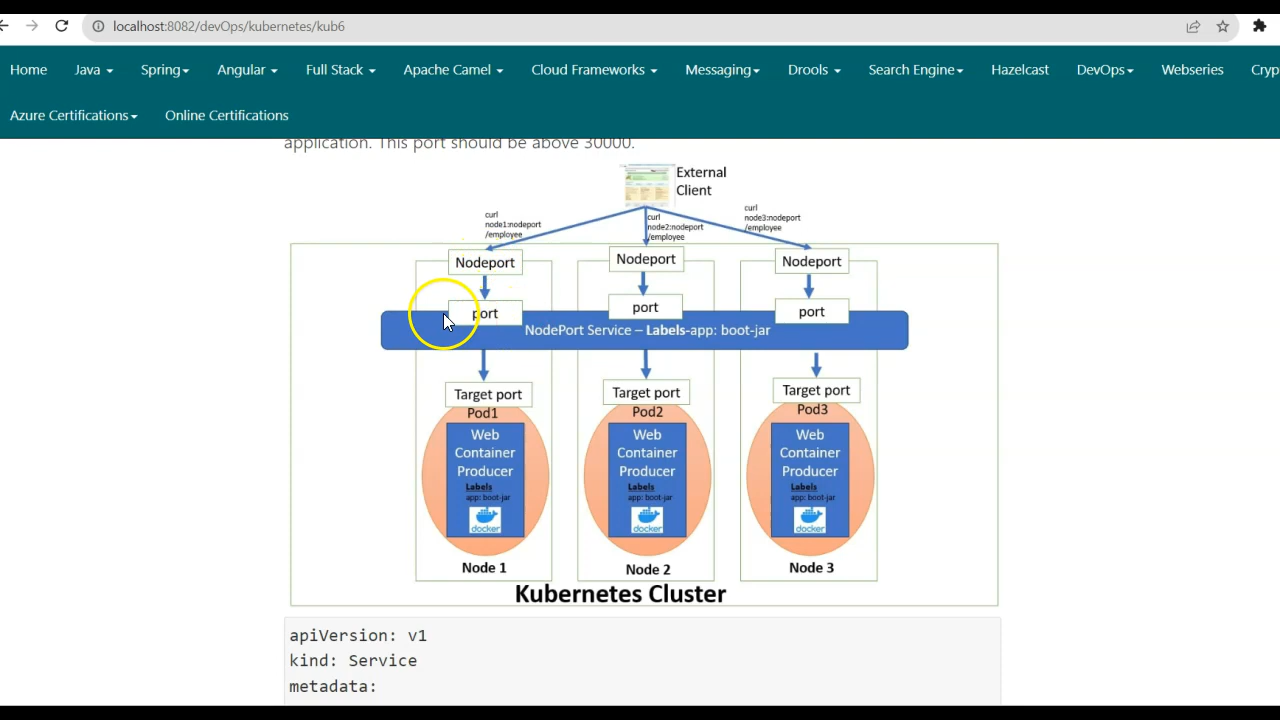 localhost:8082/devOps/kubernetes/kub6
Home Java Spring Angular Full Stack Apache Camel Cloud Frameworks Messaging Drools Search Engine Hazelcast DevOps Webseries Cryp
Azure Certifications Online Certifications
application. This port should be above 30000.
External
Client
curl
node1:nodeport
/employee
curl
node2:nodeport
/employee
curl
node3:nodeport
/employee
Nodeport Nodeport Nodeport
port port port
NodePort Service – Labels-app: boot-jar
Target port Target port Target port
Pod1 Pod2 Pod3
Web Web Web
Container Container Container
Producer Producer Producer
Labels Labels Labels
app: boot-jar app: boot-jar app: boot-jar
docker docker docker
Node 1 Node 2 Node 3
Kubernetes Cluster
apiVersion: v1
kind: Service
metadata: